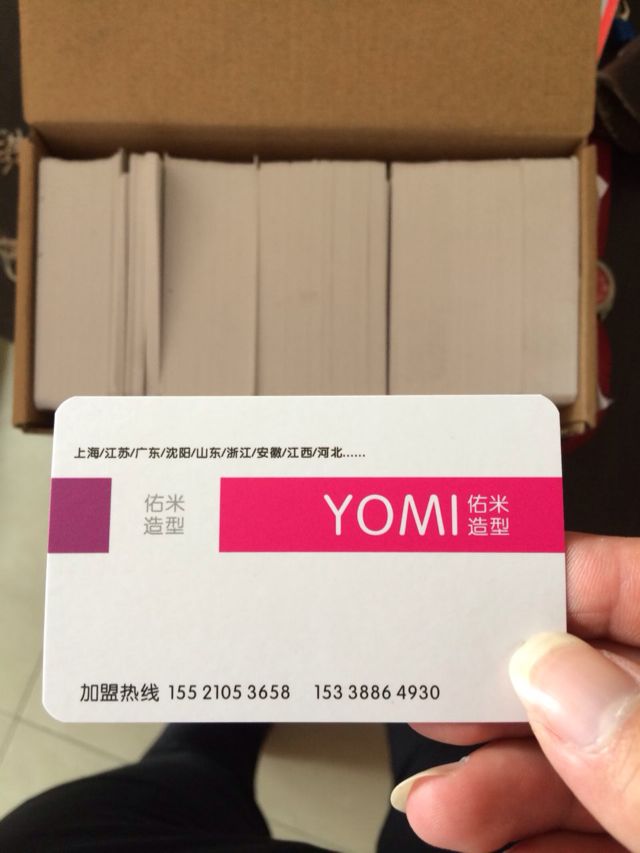 上海/江苏/广东/沈阳/山东/浙江/安徽/江西/河北......
佑米
造型
YOMI 佑米
造型
加盟热线 155 2105 3658 153 3886 4930